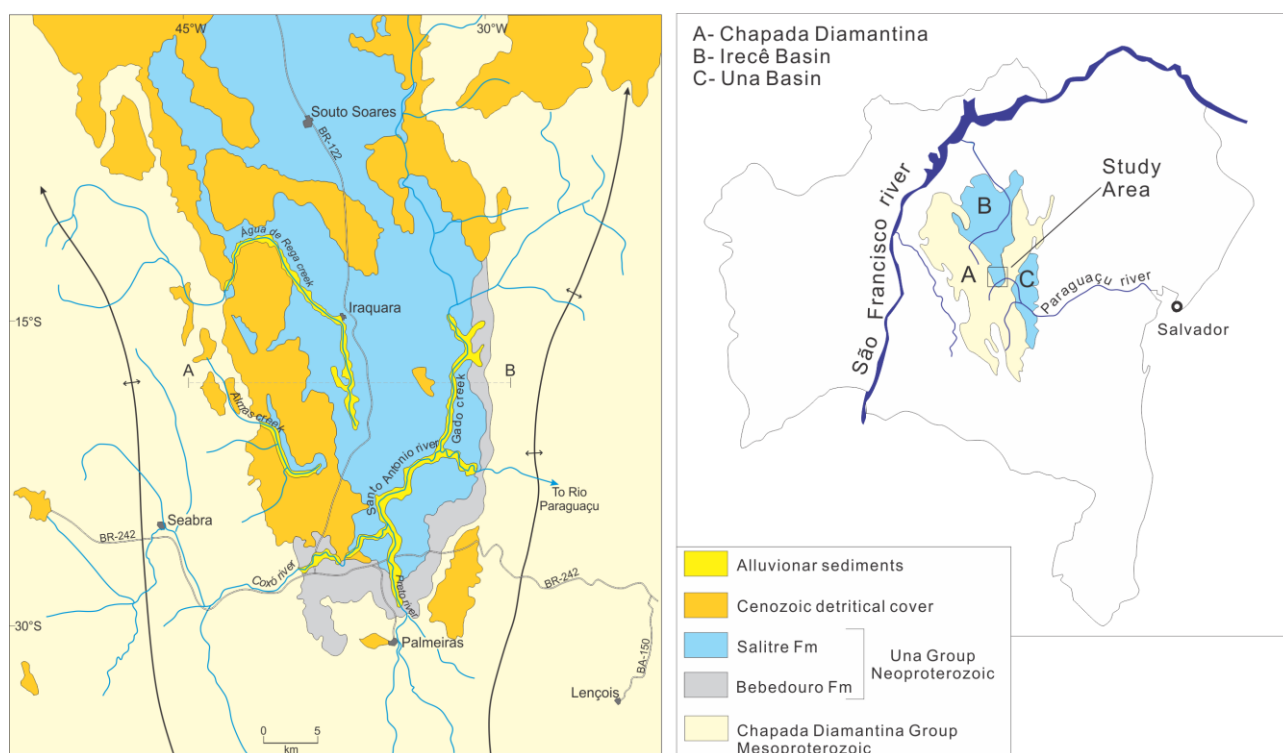 45°W
30°W
Souto Soares
BR-122
Água de Rega creek
Iraquara
15°S
A
B
Almas creek
Gado creek
Santo Antonio river
To Rio
Paraguaçu
Seabra
BR-242
Coxó river
Preto river
BR-242
30°S
Palmeiras
BA-150
Lençois
0 5
km
A- Chapada Diamantina
B- Irecê Basin
C- Una Basin
São Francisco river
Study
Area
B
A
C
Paraguaçu river
Salvador
Alluvionar sediments
Cenozoic detritical cover
Salitre Fm
Una Group
Neoproterozoic
Bebedouro Fm
Chapada Diamantina Group
Mesoproterozoic